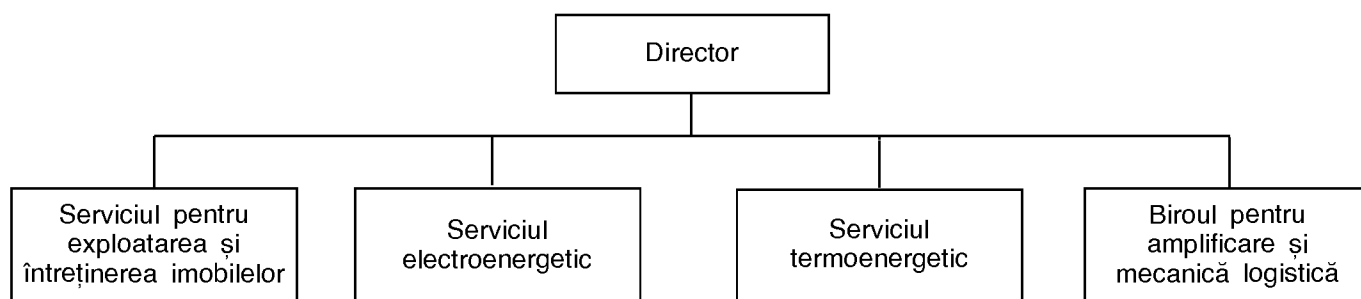 Director
Serviciul pentru
exploatarea și
întreținerea imobilelor
Serviciul
electroenergetic
Serviciul
termoenergetic
Biroul pentru
amplificare și
mecanică logistică